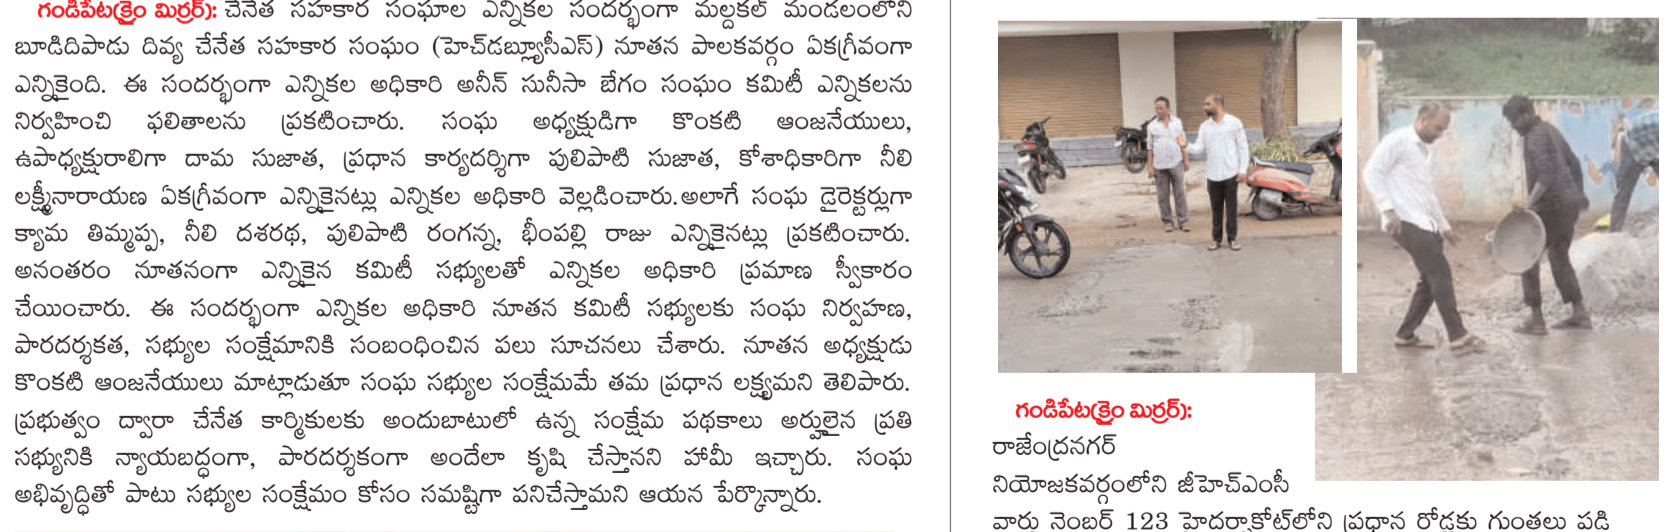 గండిపేట(క్రైం మిర్రర్): చేనేత సహకార సంఘాల ఎన్నికల సందర్భంగా మల్దకల్ మండలంలోని
బూడిదిపాడు దివ్య చేనేత సహకార సంఘం (హెచ్‌డబ్ల్యూసీఎస్) నూతన పాలకవర్గం ఏకగ్రీవంగా
ఎన్నికైంది. ఈ సందర్భంగా ఎన్నికల అధికారి అనీన్ సునీసా బేగం సంఘం కమిటీ ఎన్నికలను
నిర్వహించి ఫలితాలను ప్రకటించారు. సంఘ అధ్యక్షుడిగా కొంకటి ఆంజనేయులు,
ఉపాధ్యక్షురాలిగా దామ సుజాత, ప్రధాన కార్యదర్శిగా పులిపాటి సుజాత, కోశాధికారిగా నీలి
లక్ష్మీనారాయణ ఏకగ్రీవంగా ఎన్నికైనట్లు ఎన్నికల అధికారి వెల్లడించారు.అలాగే సంఘ డైరెక్టర్లుగా
క్యామ తిమ్మప్ప, నీలి దశరథ, పులిపాటి రంగన్న, భీంపల్లి రాజు ఎన్నికైనట్లు ప్రకటించారు.
అనంతరం నూతనంగా ఎన్నికైన కమిటీ సభ్యులతో ఎన్నికల అధికారి ప్రమాణ స్వీకారం
చేయించారు. ఈ సందర్భంగా ఎన్నికల అధికారి నూతన కమిటీ సభ్యులకు సంఘ నిర్వహణ,
పారదర్శకత, సభ్యుల సంక్షేమానికి సంబంధించిన పలు సూచనలు చేశారు. నూతన అధ్యక్షుడు
కొంకటి ఆంజనేయులు మాట్లాడుతూ సంఘ సభ్యుల సంక్షేమమే తమ ప్రధాన లక్ష్యమని తెలిపారు.
ప్రభుత్వం ద్వారా చేనేత కార్మికులకు అందుబాటులో ఉన్న సంక్షేమ పథకాలు అర్హులైన ప్రతి
సభ్యునికి న్యాయబద్ధంగా, పారదర్శకంగా అందేలా కృషి చేస్తానని హామీ ఇచ్చారు. సంఘ
అభివృద్ధితో పాటు సభ్యుల సంక్షేమం కోసం సమష్టిగా పనిచేస్తామని ఆయన పేర్కొన్నారు.
గండిపేట(క్రైం మిర్రర్):
రాజేంద్రనగర్
నియోజకవర్గంలోని జీహెచ్ఎంసీ
వారు నెంబర్ 123 హైదర్షాకోట్‌లోని ప్రధాన రోడ్డుకు గుంతలు పడి